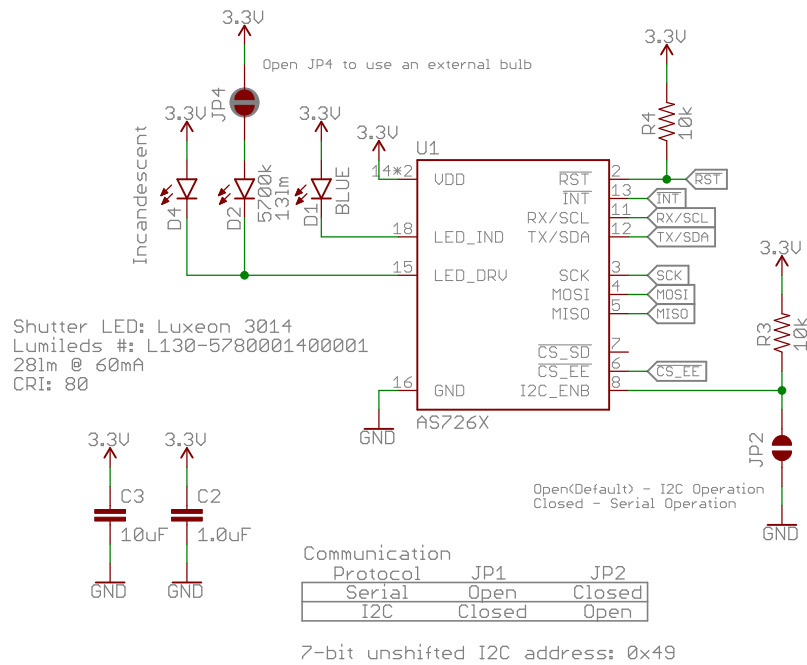 3.3V
Open JP4 to use an external bulb
JP4
3.3V
3.3V
3.3V
3.3V
R4
10k
Incandescent
D4
D2
5700k
13lm
D1
BLUE
U1
14*2
VDD
RST
2
RST
INT
13
INT
RX/SCL
11
RX/SCL
18
LED_IND
TX/SDA
12
TX/SDA
15
LED_DRV
SCK
3
SCK
MOSI
4
MOSI
MISO
5
MISO
CS_SD
7
CS_EE
6
CS_EE
16
GND
I2C_ENB
8
AS726X
GND
3.3V
R3
10k
JP2
GND
Shutter LED: Luxeon 3014
Lumileds #: L130-5780001400001
28lm @ 60mA
CRI: 80
3.3V
3.3V
C3
10uF
C2
1.0uF
GND
GND
Open(Default) - I2C Operation
Closed - Serial Operation
Communication
Protocol JP1 JP2
Serial Open Closed
I2C Closed Open
7-bit unshifted I2C address: 0x49